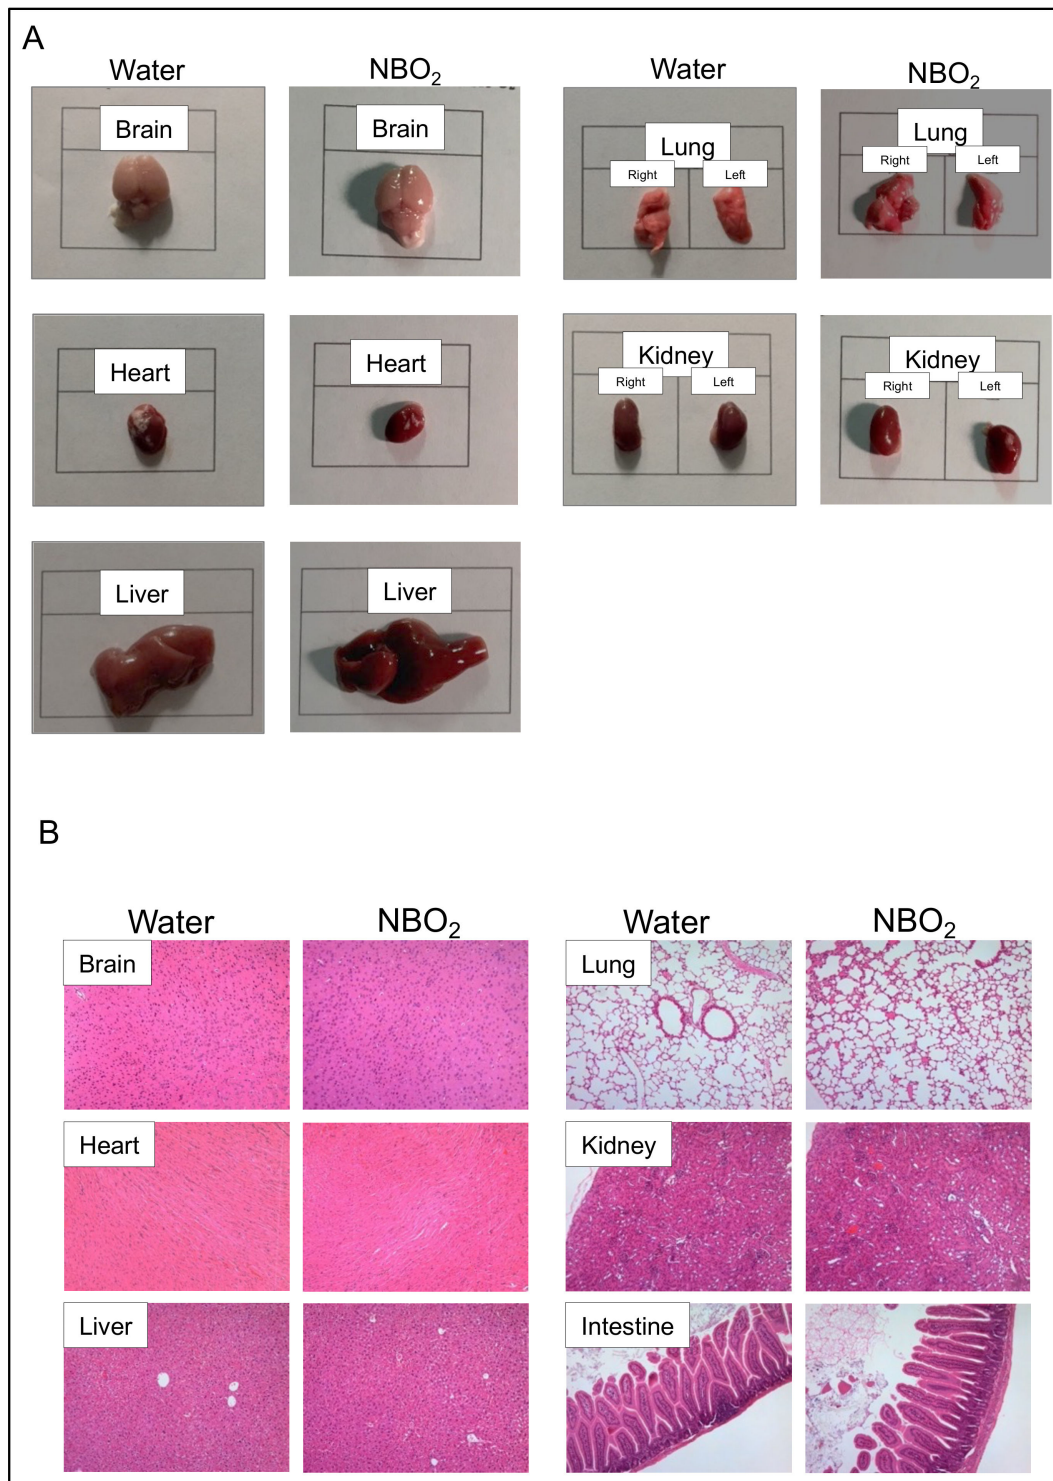 A
Water
NBO₂
Water
NBO₂
Brain
Brain
Lung
Right
Left
Lung
Right
Left
Heart
Heart
Kidney
Right
Left
Kidney
Right
Left
Liver
Liver
B
Water
NBO₂
Water
NBO₂
Brain
Lung
Heart
Kidney
Liver
Intestine